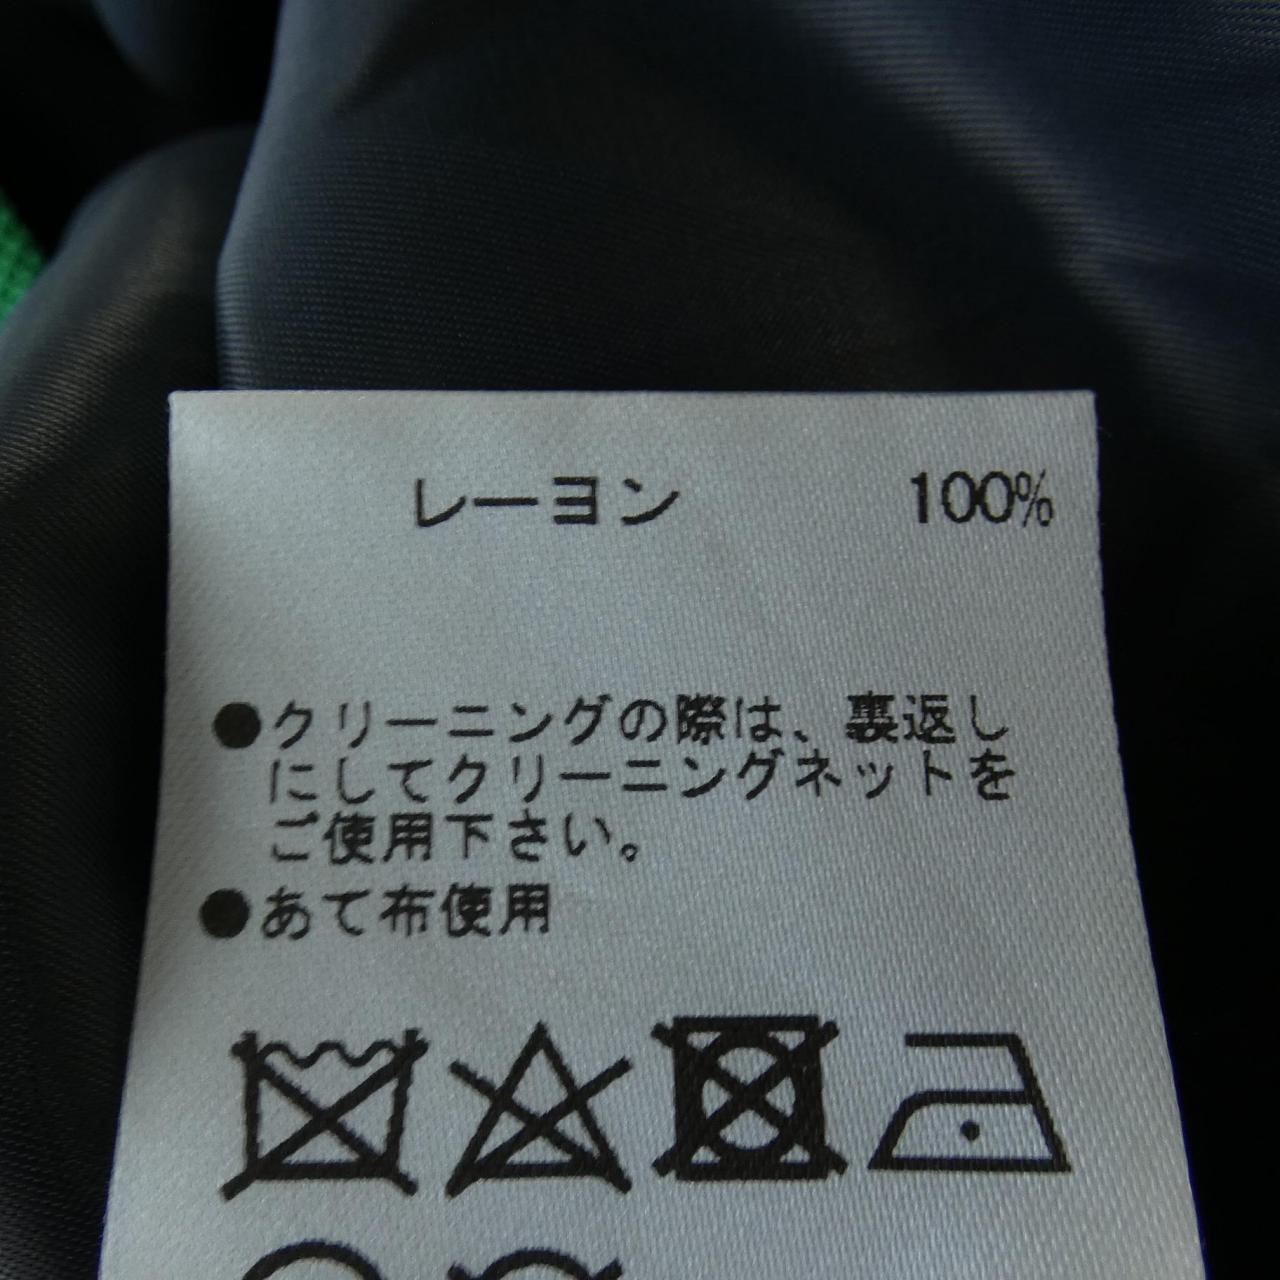 レーヨン 100%
●クリーニングの際は、裏返し
にしてクリーニングネットを
ご使用下さい。
●あて布使用